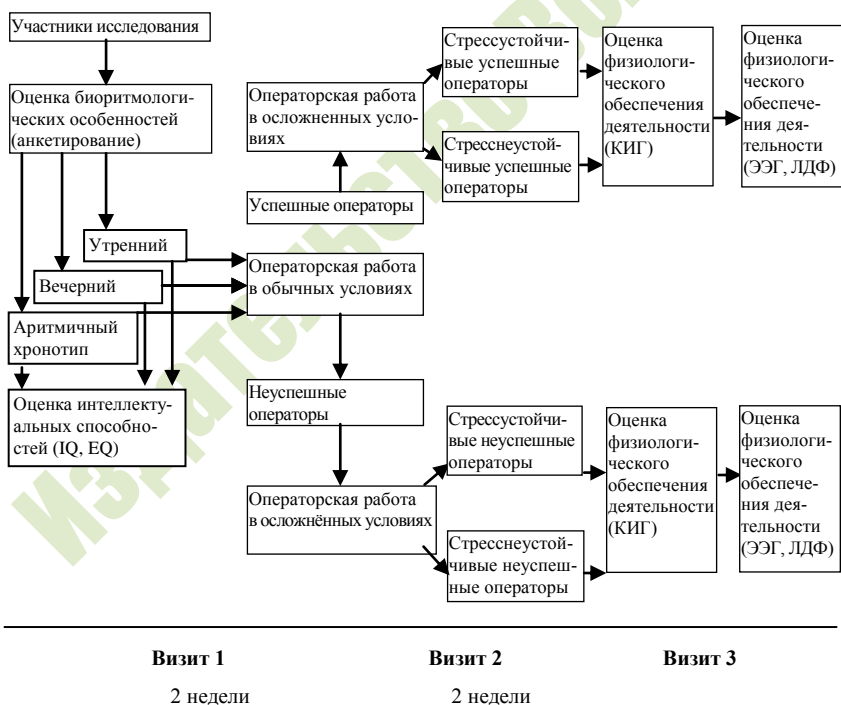 Участники исследования
Оценка биоритмологи-
ческих особенностей
(анкетирование)
Утренний
Вечерний
Аритмичный
хронотип
Оценка интеллекту-
альных способно-
стей (IQ, EQ)
Операторская работа
в осложненных усло-
виях
Успешные операторы
Операторская работа
в обычных условиях
Неуспешные
операторы
Операторская работа
в осложнённых условиях
Стрессустойчи-
вые успешные
операторы
Стресснеустой-
чивые успешные
операторы
Оценка
физиологи-
ческого
обеспечения
деятельности
(КИГ)
Оценка
физиологи-
ческого
обеспече-
ния дея-
тельности
(ЭЭГ, ЛДФ)
Стрессустойчи-
вые неуспешные
операторы
Стресснеустой-
чивые неуспеш-
ные операторы
Оценка
физиологи-
ческого
обеспечения
деятельности
(КИГ)
Оценка
физиологи-
ческого
обеспече-
ния дея-
тельности
(ЭЭГ, ЛДФ)
Визит 1 Визит 2 Визит 3
2 недели 2 недели
Издательство